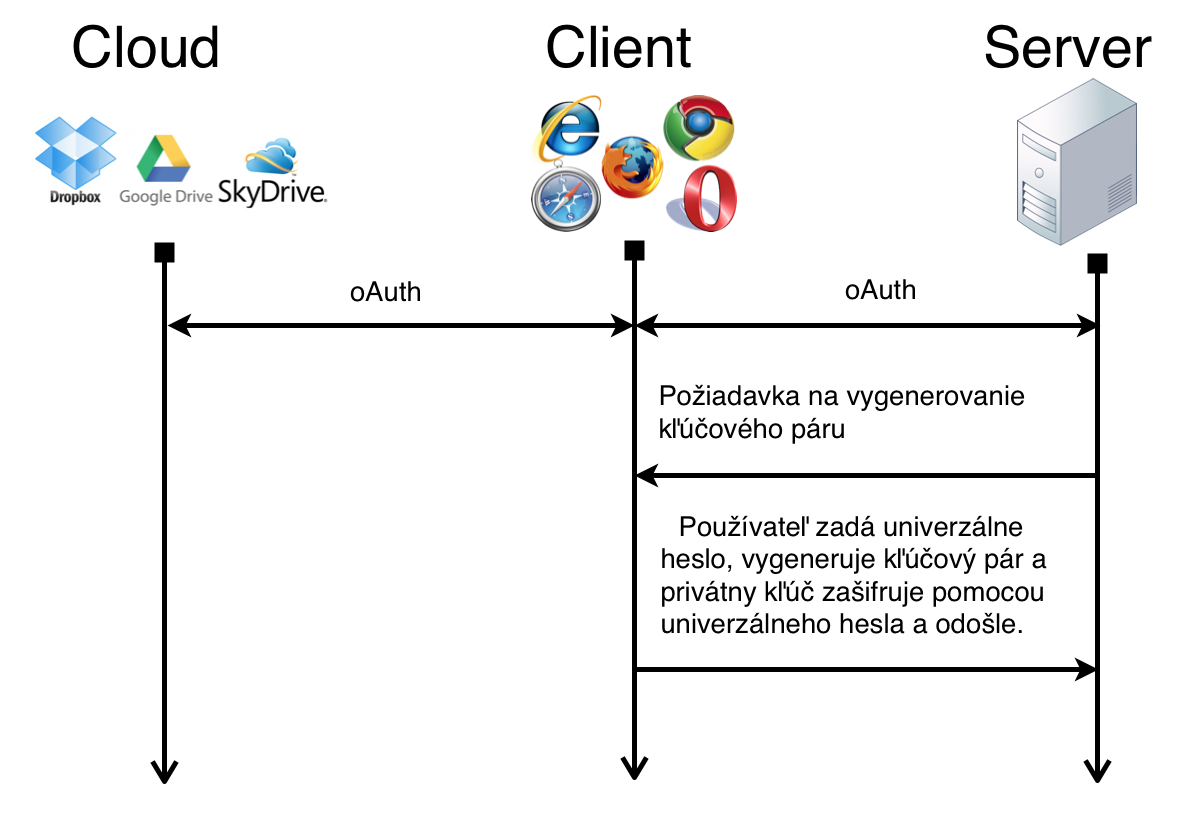 Cloud
Client
Server
Dropbox
Google Drive
SkyDrive.
oAuth
oAuth
Požiadavka na vygenerovanie
kľúčového páru
Používateľ zadá univerzálne
heslo, vygeneruje kľúčový pár a
privátny kľúč zašifruje pomocou
univerzálneho hesla a odošle.